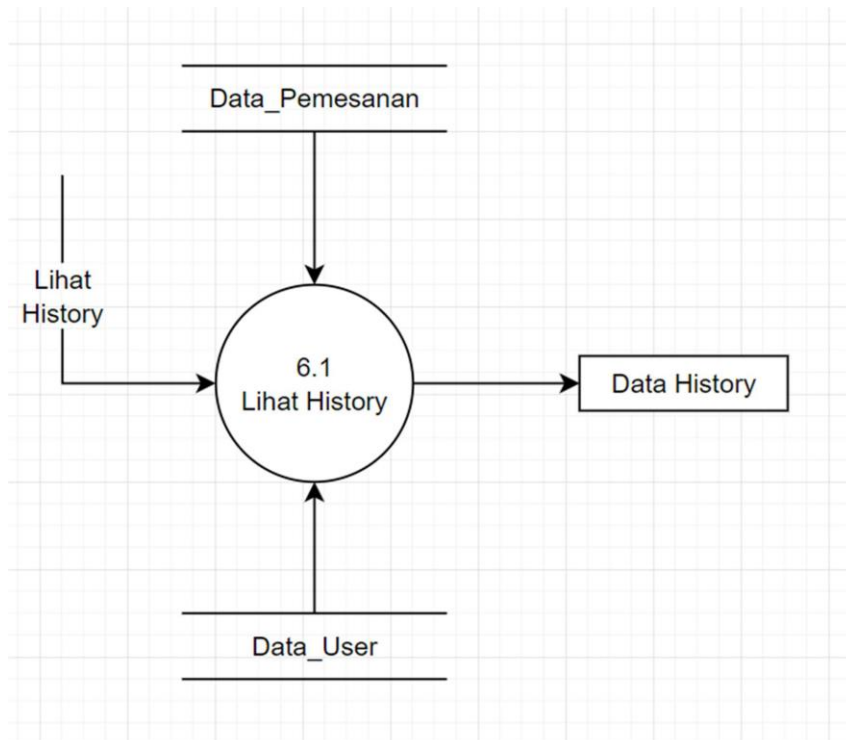 Data_Pemesanan
Lihat
History
6.1
Lihat History
Data History
Data_User